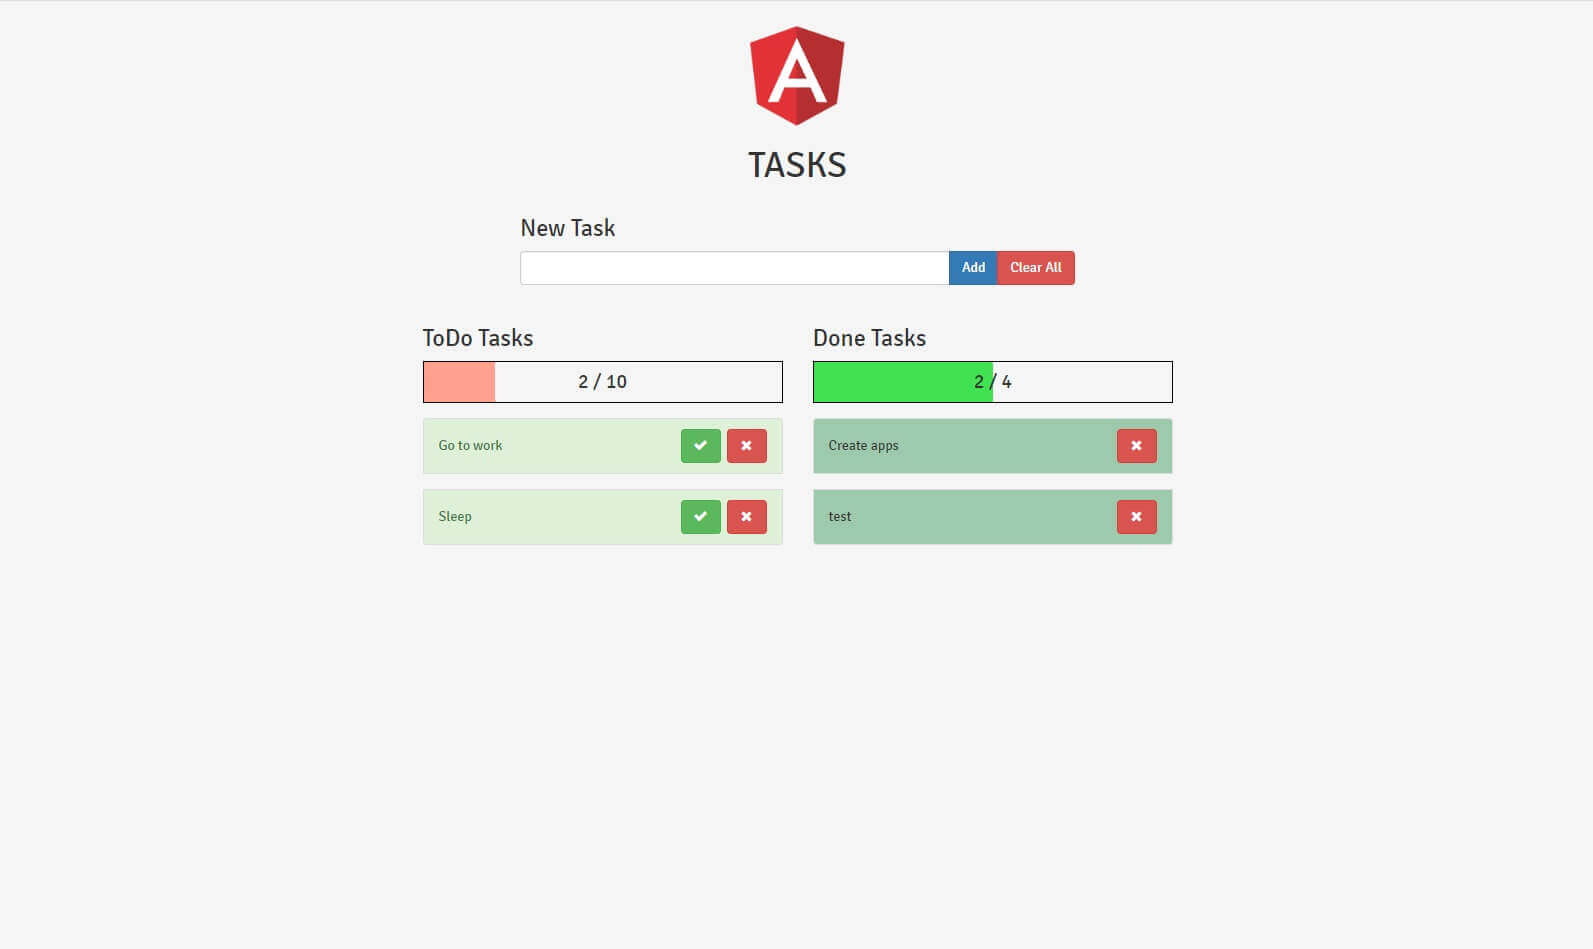 A
TASKS
New Task
Add Clear All
ToDo Tasks
2 / 10
Go to work
Sleep
Done Tasks
2 / 4
Create apps
test